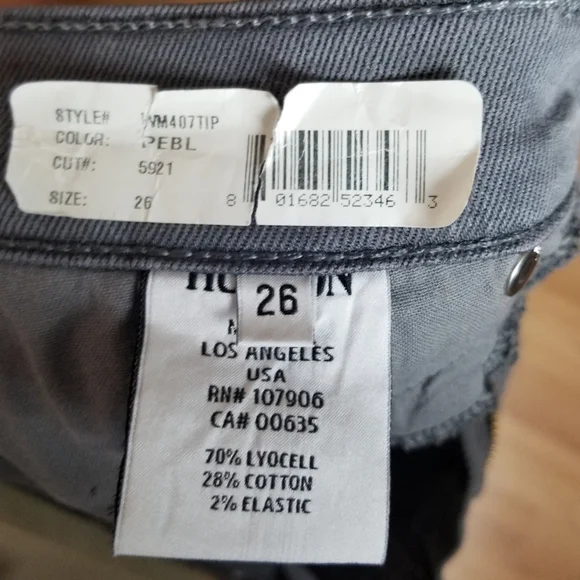 STYLE# WM407TIP
COLOR: PEBL
CUT#: 5921
SIZE: 26
8 01682 52346 3
26
LOS ANGELES
USA
RN# 107906
CA# 00635
70% LYOCELL
28% COTTON
2% ELASTIC